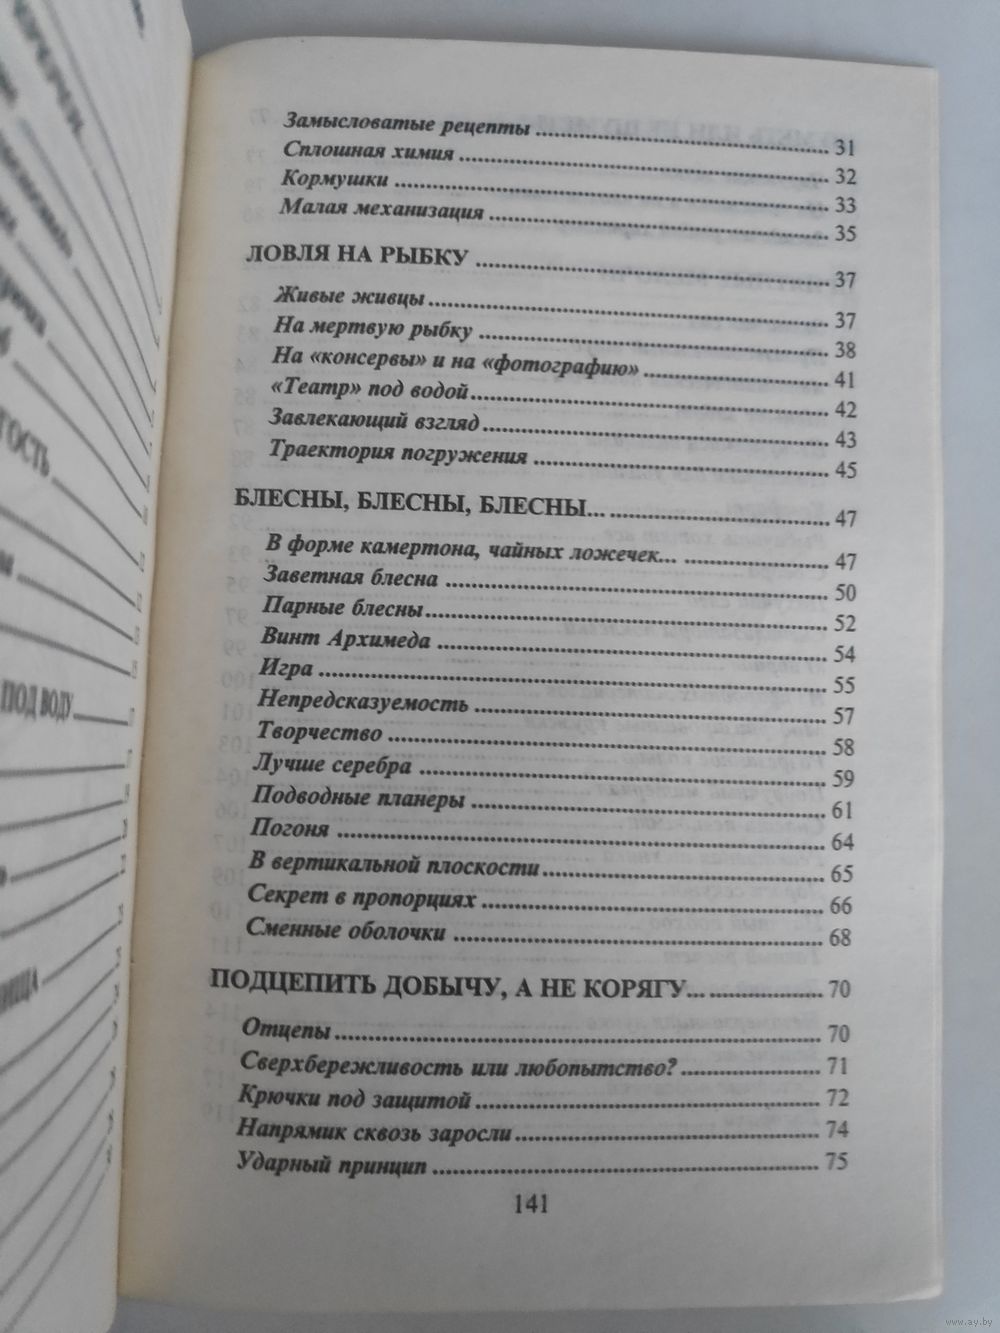 Замысловатые рецепты ........ 31
Сплошная химия ........ 32
Кормушки ........ 33
Малая механизация ........ 35
ЛОВЛЯ НА РЫБКУ ........ 37
Живые живцы ........ 37
На мертвую рыбку ........ 38
На «консервы» и на «фотографию» ........ 41
«Театр» под водой ........ 42
Завлекающий взгляд ........ 43
Траектория погружения ........ 45
БЛЕСНЫ, БЛЕСНЫ, БЛЕСНЫ... ........ 47
В форме камертона, чайных ложечек... ........ 47
Заветная блесна ........ 50
Парные блесны ........ 52
Винт Архимеда ........ 54
Игра ........ 55
Непредсказуемость ........ 57
Творчество ........ 58
Лучше серебра ........ 59
Подводные планеры ........ 61
Погоня ........ 64
В вертикальной плоскости ........ 65
Секрет в пропорциях ........ 66
Сменные оболочки ........ 68
ПОДЦЕПИТЬ ДОБЫЧУ, А НЕ КОРЯГУ... ........ 70
Отцепы ........ 70
Сверхбережливость или любопытство? ........ 71
Крючки под защитой ........ 72
Напрямик сквозь заросли ........ 74
Ударный принцип ........ 75
141
ПОД ВОДУ
www.ay.by